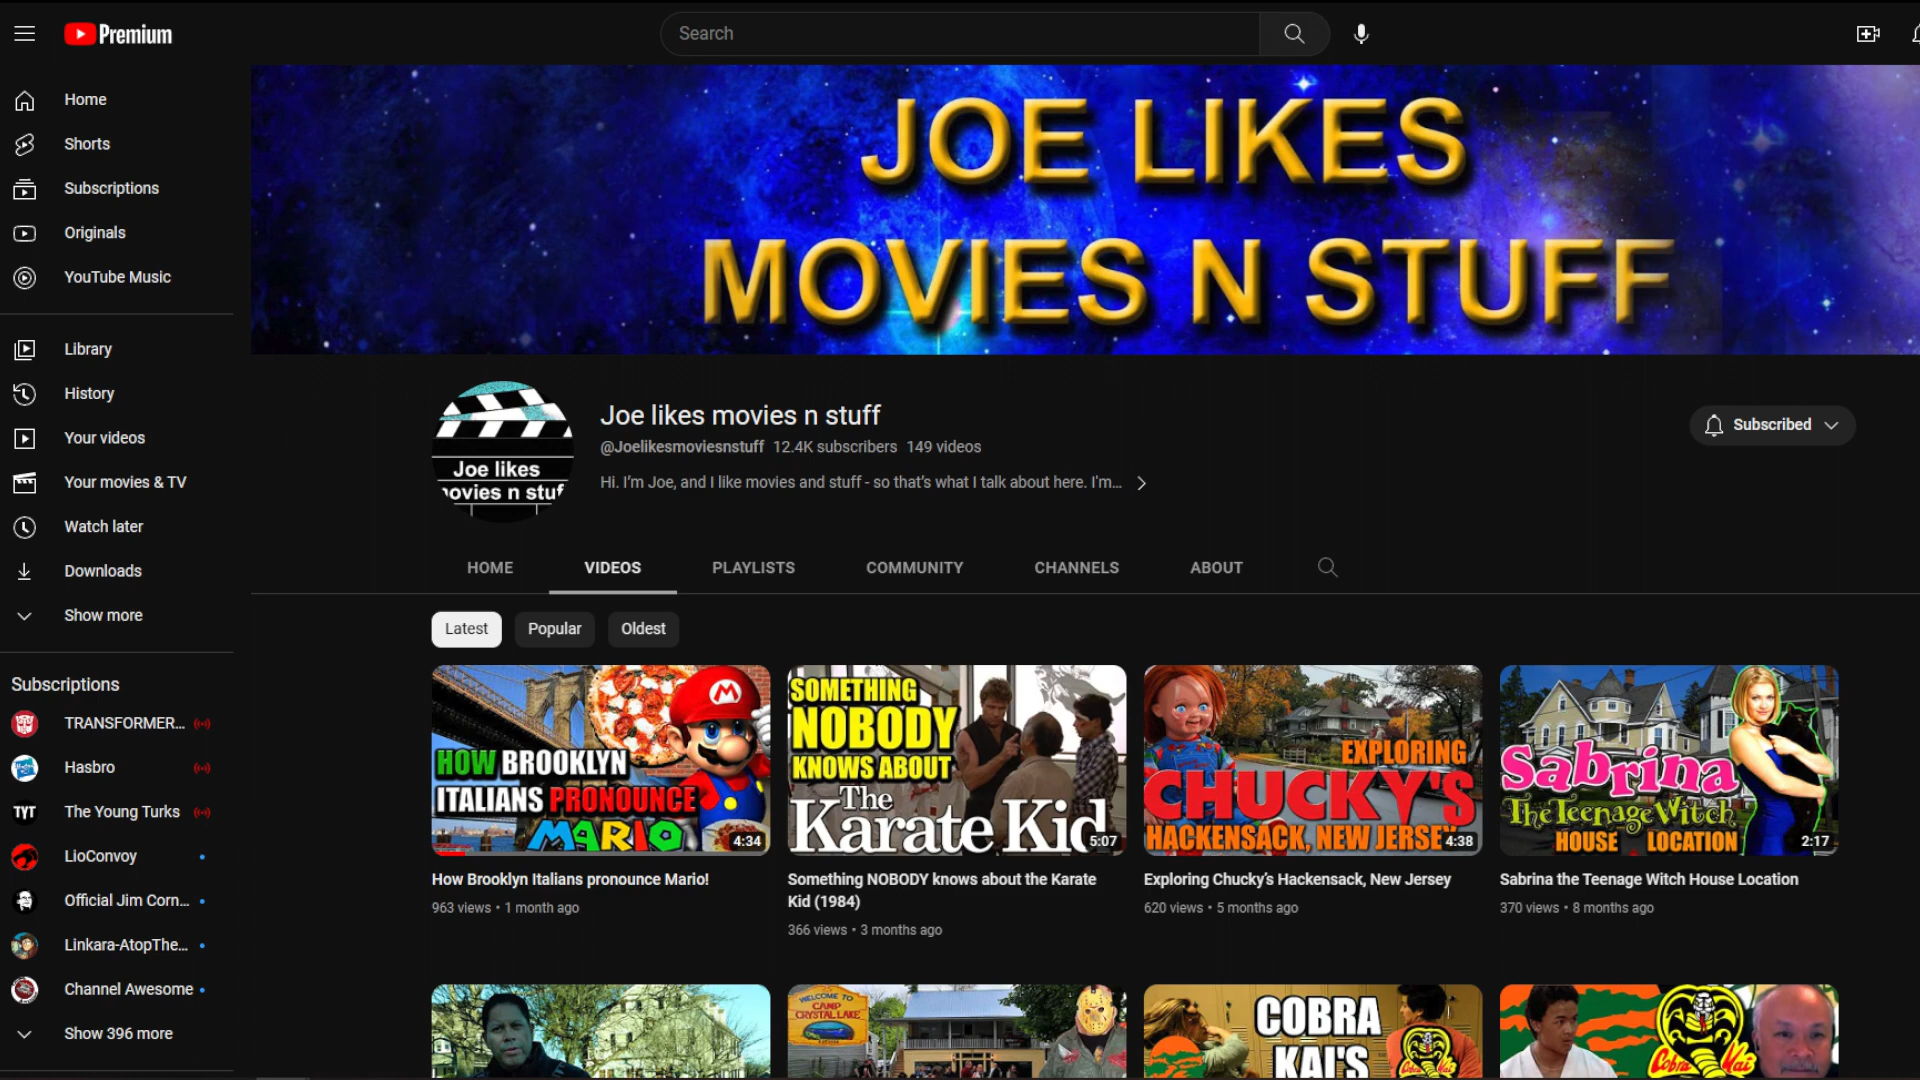 Premium
Search
Home
Shorts
Subscriptions
Originals
YouTube Music
Library
History
Your videos
Your movies & TV
Watch later
Downloads
Show more
Subscriptions
TRANSFORMER...
Hasbro
TYT The Young Turks
LioConvoy
Official Jim Corn...
Linkara-AtopThe...
Channel Awesome
Show 396 more
JOE LIKES
MOVIES N STUFF
Joe likes
ovies n stuf
Joe likes movies n stuff
@Joelikesmoviesnstuff 12.4K subscribers 149 videos
Hi. I'm Joe, and I like movies and stuff - so that's what I talk about here. I'm...
Subscribed
HOME VIDEOS PLAYLISTS COMMUNITY CHANNELS ABOUT
Latest Popular Oldest
M
HOW BROOKLYN
ITALIANS PRONOUNCE
MARIO
4:34
How Brooklyn Italians pronounce Mario!
963 views • 1 month ago
SOMETHING
NOBODY
KNOWS ABOUT
The
Karate Kid
5:07
Something NOBODY knows about the Karate
Kid (1984)
366 views • 3 months ago
EXPLORING
CHUCKY'S
HACKENSACK, NEW JERSEY
4:38
Exploring Chucky's Hackensack, New Jersey
620 views • 5 months ago
Sabrina
The Teenage Witch
HOUSE LOCATION
2:17
Sabrina the Teenage Witch House Location
370 views • 8 months ago
WELCOME TO
CAMP
CRYSTAL LAKE
COBRA
KAI'S
Cobra Kai